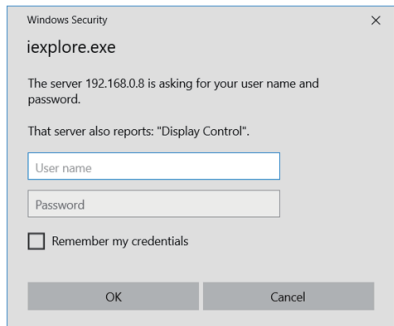 Windows Security
iexplore.exe
The server 192.168.0.8 is asking for your user name and
password.
That server also reports: "Display Control".
User name
Password
Remember my credentials
OK Cancel